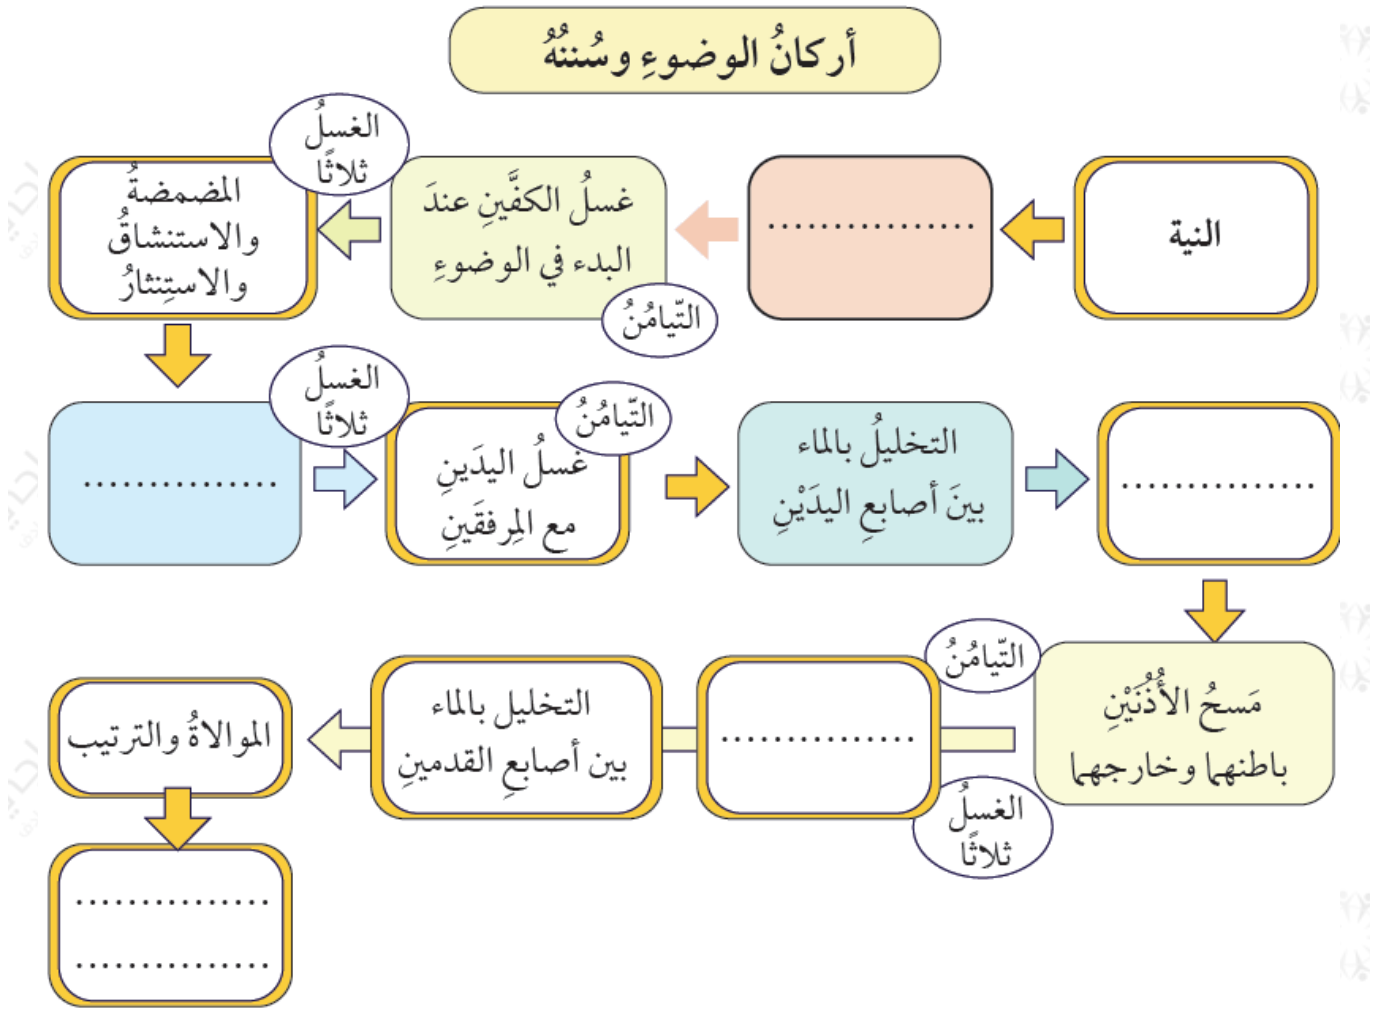 أركانُ الوضوءِ وسُننُهُ
النية
....................
غسلُ الكفَّينِ عندَ
البدء في الوضوءِ
التّيامُنُ
الغسلُ
ثلاثًا
المضمضةُ
والاستنشاقُ
والاستِنثارُ
..................
الغسلُ
ثلاثًا
التّيامُنُ
غسلُ اليدَينِ
مع المِرفقَينِ
التخليلُ بالماء
بينَ أصابعِ اليدَيْنِ
..................
مَسحُ الأُذُنَيْنِ
باطنهما وخارجهما
التّيامُنُ
الغسلُ
ثلاثًا
..................
التخليل بالماء
بين أصابعِ القدمينِ
الموالاةُ والترتيب
..................
..................